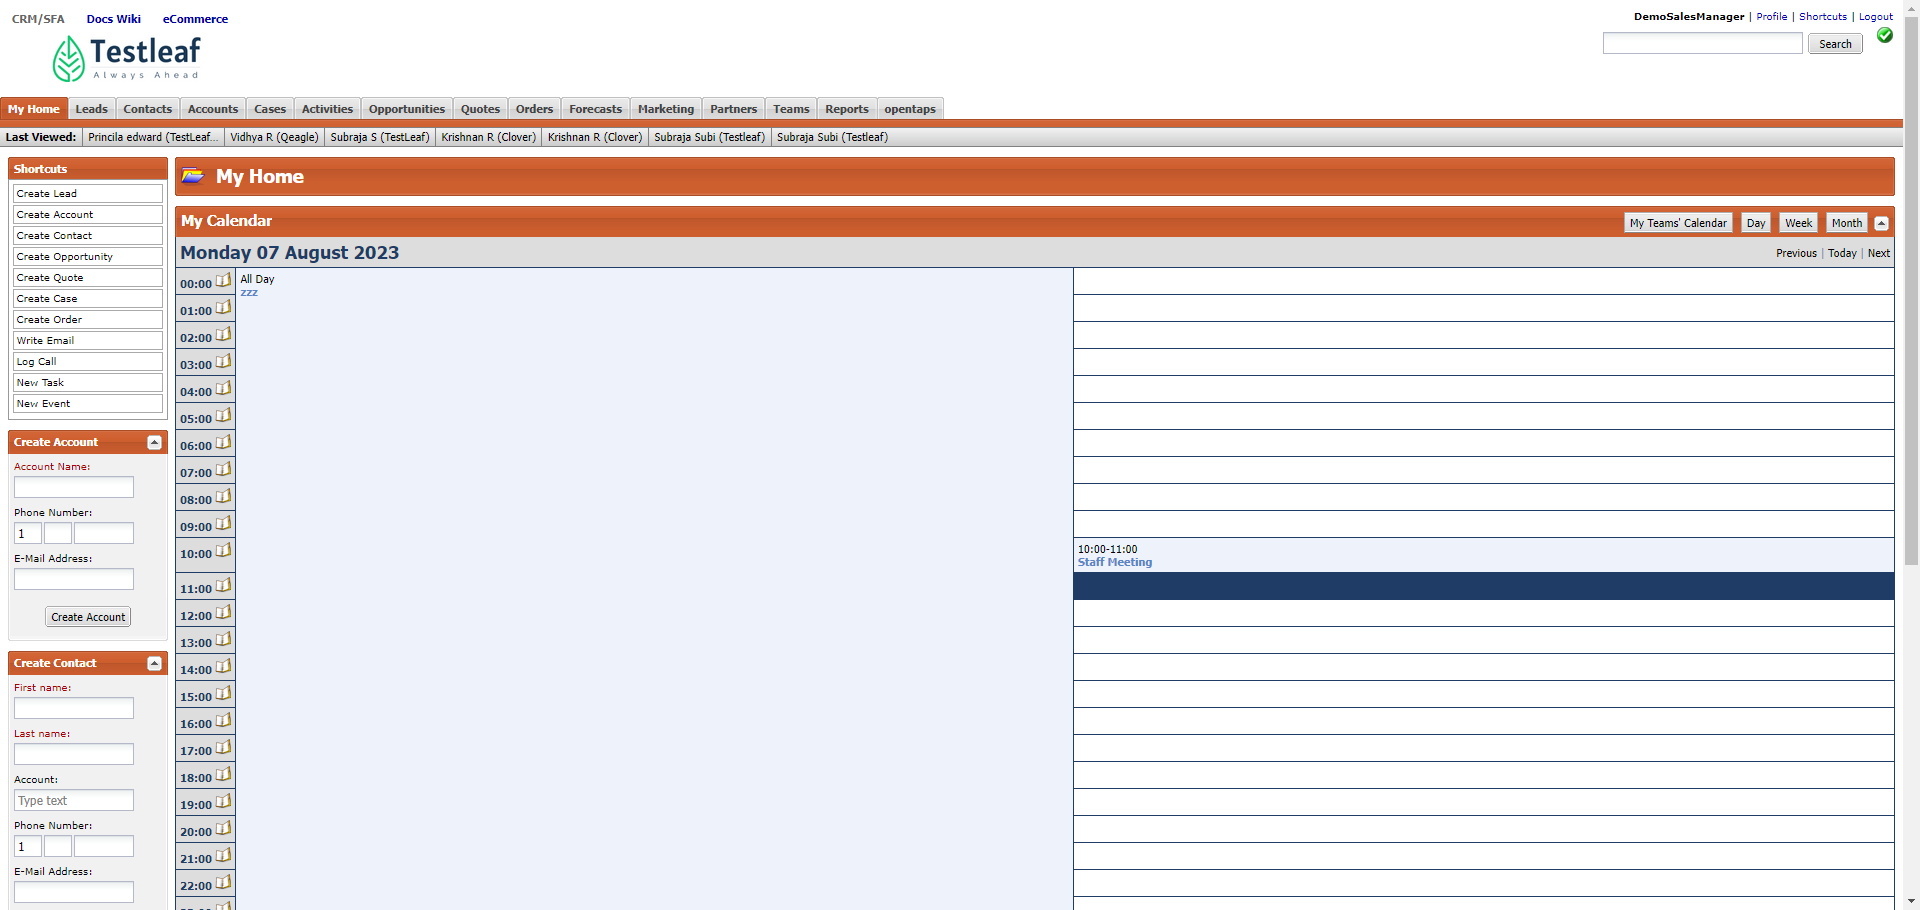 CRM/SFA Docs Wiki eCommerce
DemoSalesManager | Profile | Shortcuts | Logout
Search
Testleaf
Always Ahead
My Home Leads Contacts Accounts Cases Activities Opportunities Quotes Orders Forecasts Marketing Partners Teams Reports opentaps
Last Viewed: Princila edward (TestLeaf... Vidhya R (Qeagle) Subraja S (TestLeaf) Krishnan R (Clover) Krishnan R (Clover) Subraja Subi (Testleaf) Subraja Subi (Testleaf)
Shortcuts
Create Lead
Create Account
Create Contact
Create Opportunity
Create Quote
Create Case
Create Order
Write Email
Log Call
New Task
New Event
Create Account
Account Name:
Phone Number:
1
E-Mail Address:
Create Account
Create Contact
First name:
Last name:
Account:
Type text
Phone Number:
1
E-Mail Address:
My Home
My Calendar
My Teams' Calendar Day Week Month
Monday 07 August 2023
Previous | Today | Next
00:00 All Day
zzz
01:00
02:00
03:00
04:00
05:00
06:00
07:00
08:00
09:00
10:00 10:00-11:00
Staff Meeting
11:00
12:00
13:00
14:00
15:00
16:00
17:00
18:00
19:00
20:00
21:00
22:00